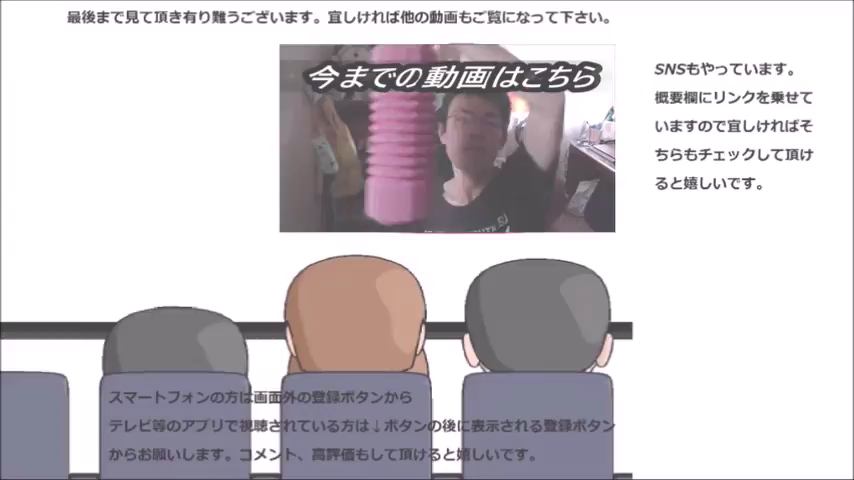 最後まで見て頂き有り難うございます。宜しければ他の動画もご覧になって下さい。
今までの動画はこちら
SNSもやっています。
概要欄にリンクを乗せて
いますので宜しければそ
ちらもチェックして頂け
ると嬉しいです。
スマートフォンの方は画面外の登録ボタンから
テレビ等のアプリで視聴されている方は↓ボタンの後に表示される登録ボタン
からお願いします。コメント、高評価もして頂けると嬉しいです。